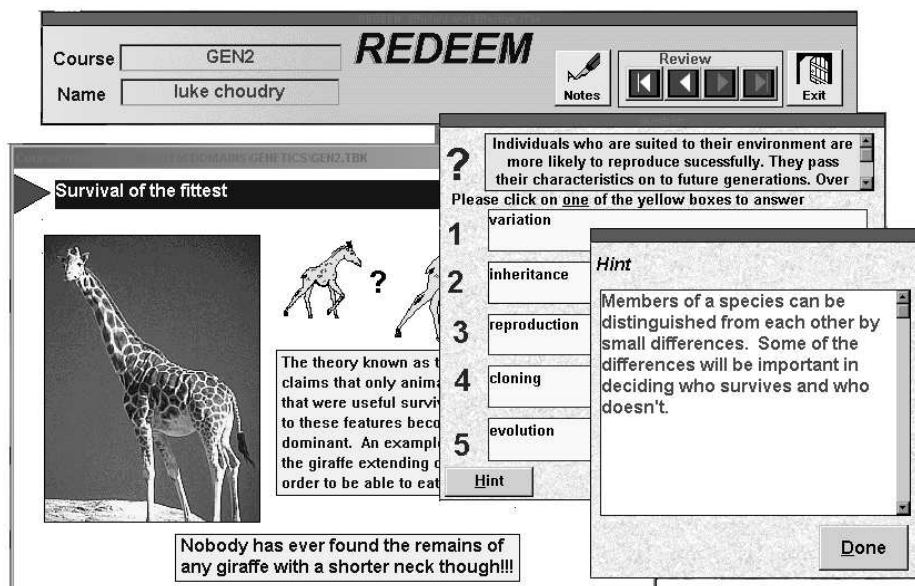 REDEEM
Course GEN2
Name luke choudry
Notes
Review
Exit
GENETICS\GEN2.TBK
Survival of the fittest
?
The theory known as
claims that only
that were useful
to these features
dominant. An
the giraffe extending
order to be able to eat
Nobody has ever found the remains of
any giraffe with a shorter neck though!!!
?
Individuals who are suited to their environment are
more likely to reproduce sucessfully. They pass
their characteristics on to future generations. Over
Please click on one of the yellow boxes to answer
1 variation
2 inheritance
3 reproduction
4 cloning
5 evolution
Hint
Hint
Members of a species can be
distinguished from each other by
small differences. Some of the
differences will be important in
deciding who survives and who
doesn't.
Done